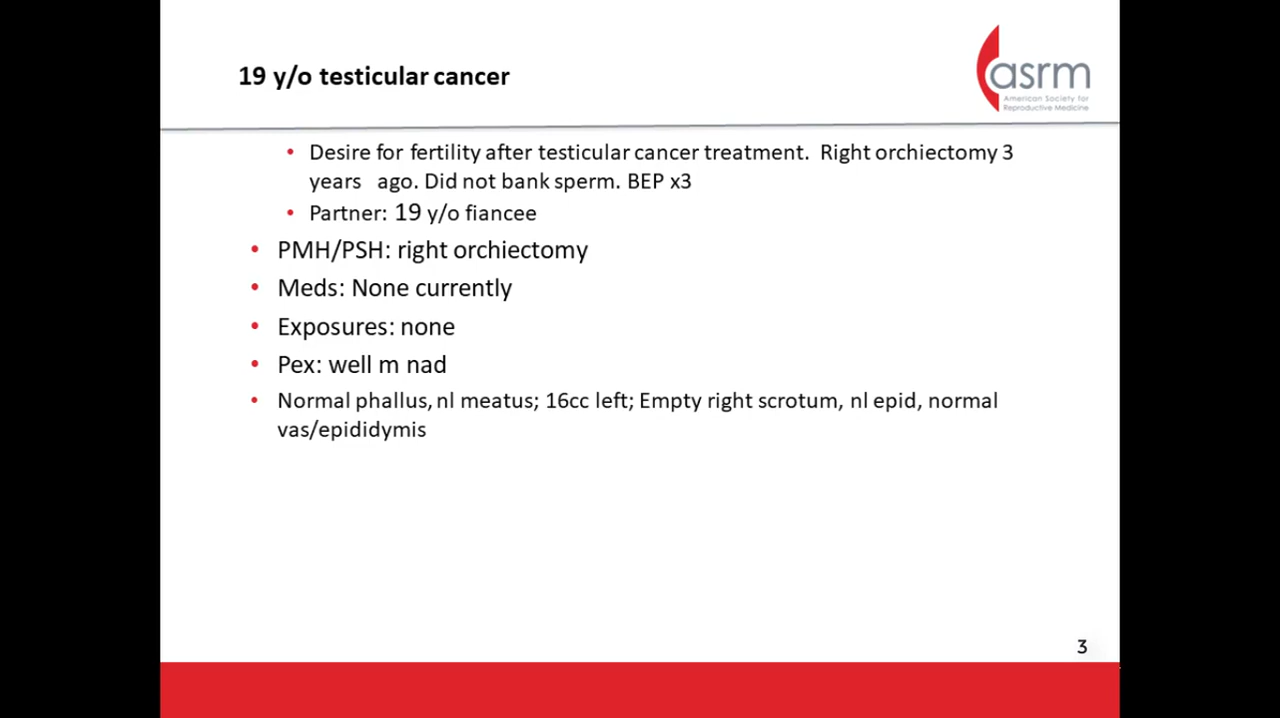 19 y/o testicular cancer
asrm
American Society for
Reproductive Medicine
• Desire for fertility after testicular cancer treatment. Right orchiectomy 3
years ago. Did not bank sperm. BEP x3
• Partner: 19 y/o fiancee
• PMH/PSH: right orchiectomy
• Meds: None currently
• Exposures: none
• Pex: well m nad
• Normal phallus, nl meatus; 16cc left; Empty right scrotum, nl epid, normal
vas/epididymis
3